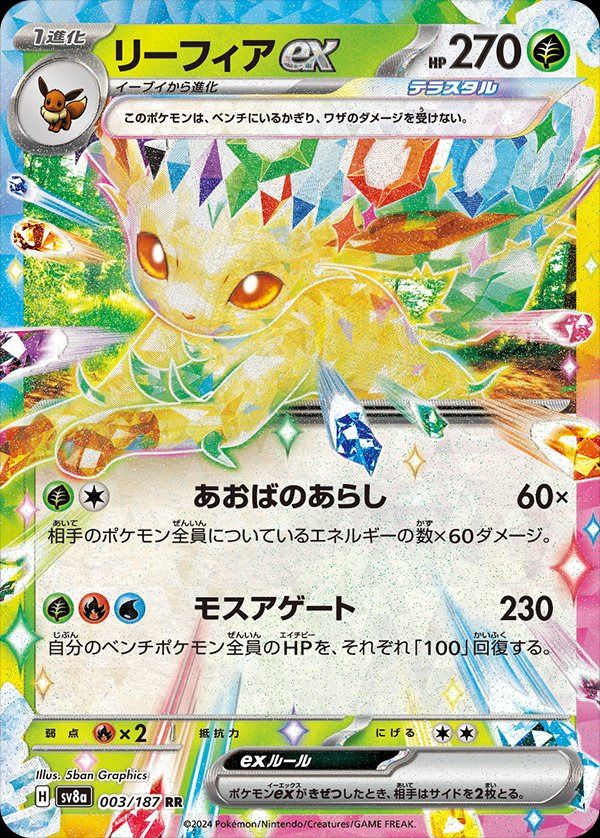 1進化
リーフィアex
HP270
イーブイから進化
テラスタル
このポケモンは、ベンチにいるかぎり、ワザのダメージを受けない。
あおばのあらし 60×
相手のポケモン全員についているエネルギーの数×60ダメージ。
モスアゲート 230
自分のベンチポケモン全員のHPを、それぞれ「100」回復する。
弱点 ×2 抵抗力 にげる
exルール
ポケモンexがきぜつしたとき、相手はサイドを2枚とる。
Illus. 5ban Graphics
H sv8a 003/187 RR
©2024 Pokémon/Nintendo/Creatures/GAME FREAK.